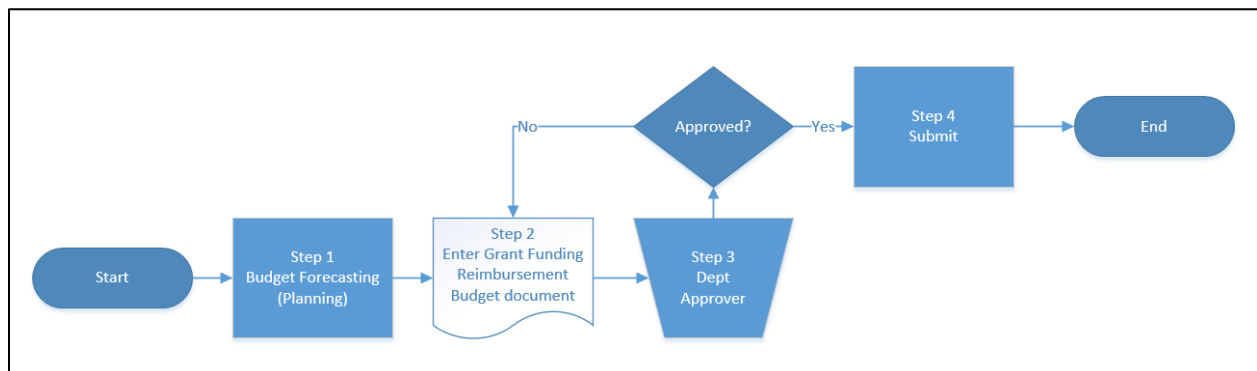 Start
Step 1
Budget Forecasting
(Planning)
Step 2
Enter Grant Funding
Reimbursement
Budget document
Step 3
Dept
Approver
Approved?
No
Yes
Step 4
Submit
End